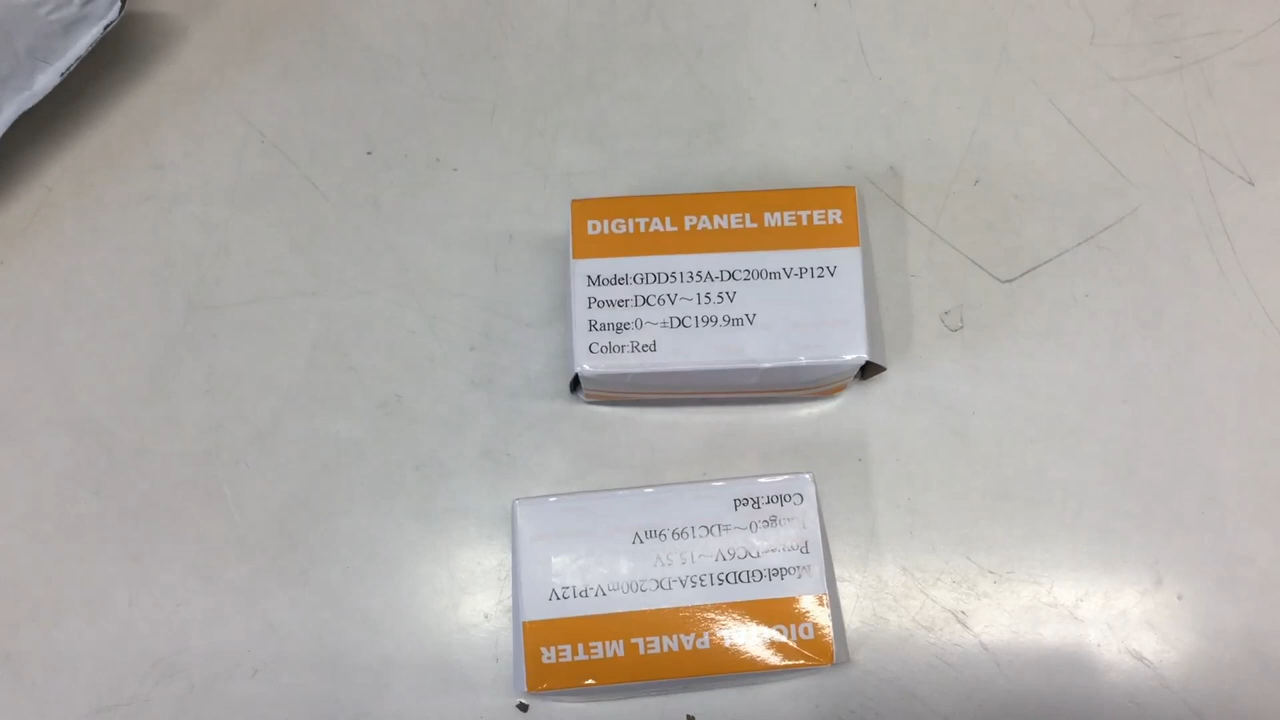 DIGITAL PANEL METER
Model:GDD5135A-DC200mV-P12V
Power:DC6V～15.5V
Range:0～±DC199.9mV
Color:Red
DIGITAL PANEL METER
Model:GDD5135A-DC200mV-P12V
Power:DC6V～15.5V
Range:0～±DC199.9mV
Color:Red